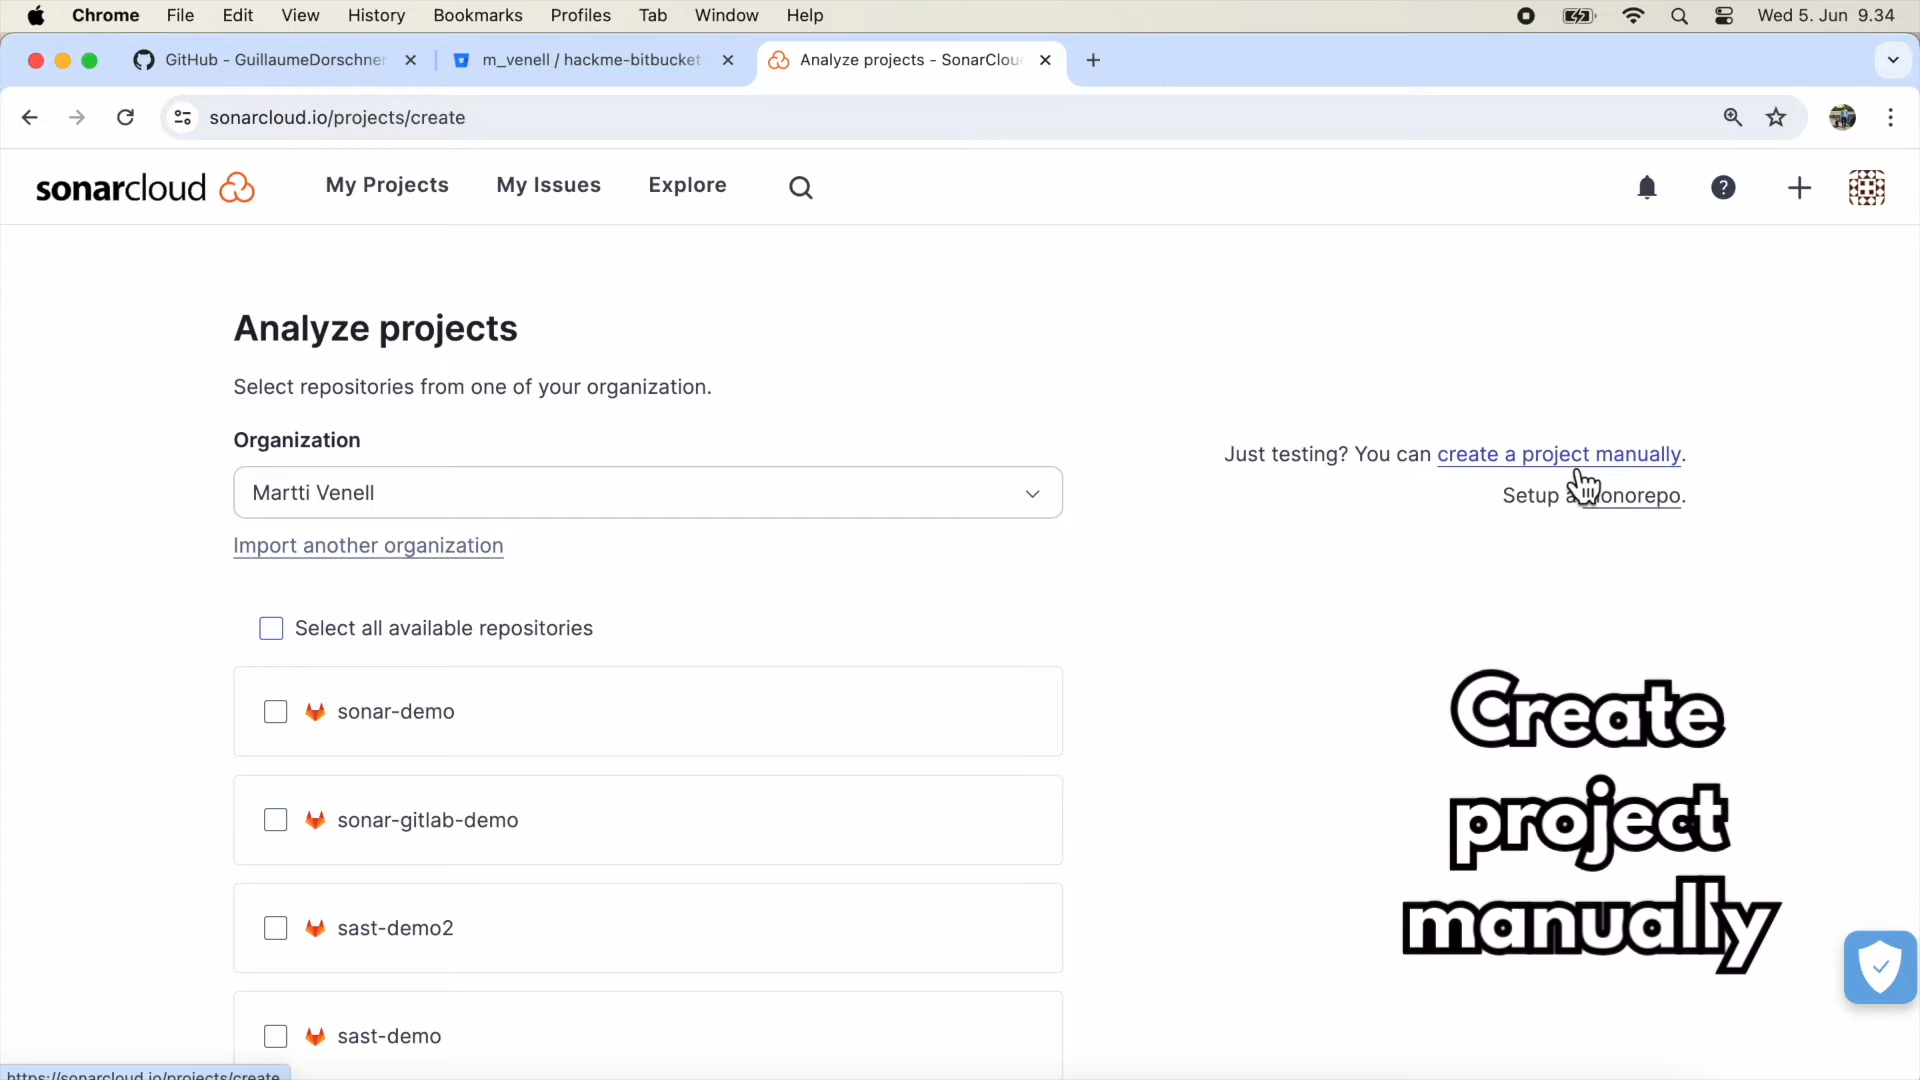 Chrome File Edit View History Bookmarks Profiles Tab Window Help Wed 5. Jun 9.34
GitHub - GuillaumeDorschner m_venell / hackme-bitbucket Analyze projects - SonarClou
sonarcloud.io/projects/create
sonarcloud My Projects My Issues Explore
Analyze projects
Select repositories from one of your organization.
Organization
Just testing? You can create a project manually.
Martti Venell
Setup a monorepo.
Import another organization
Select all available repositories
sonar-demo
sonar-gitlab-demo
sast-demo2
sast-demo
Create
project
manually
https://sonarcloud.io/projects/create